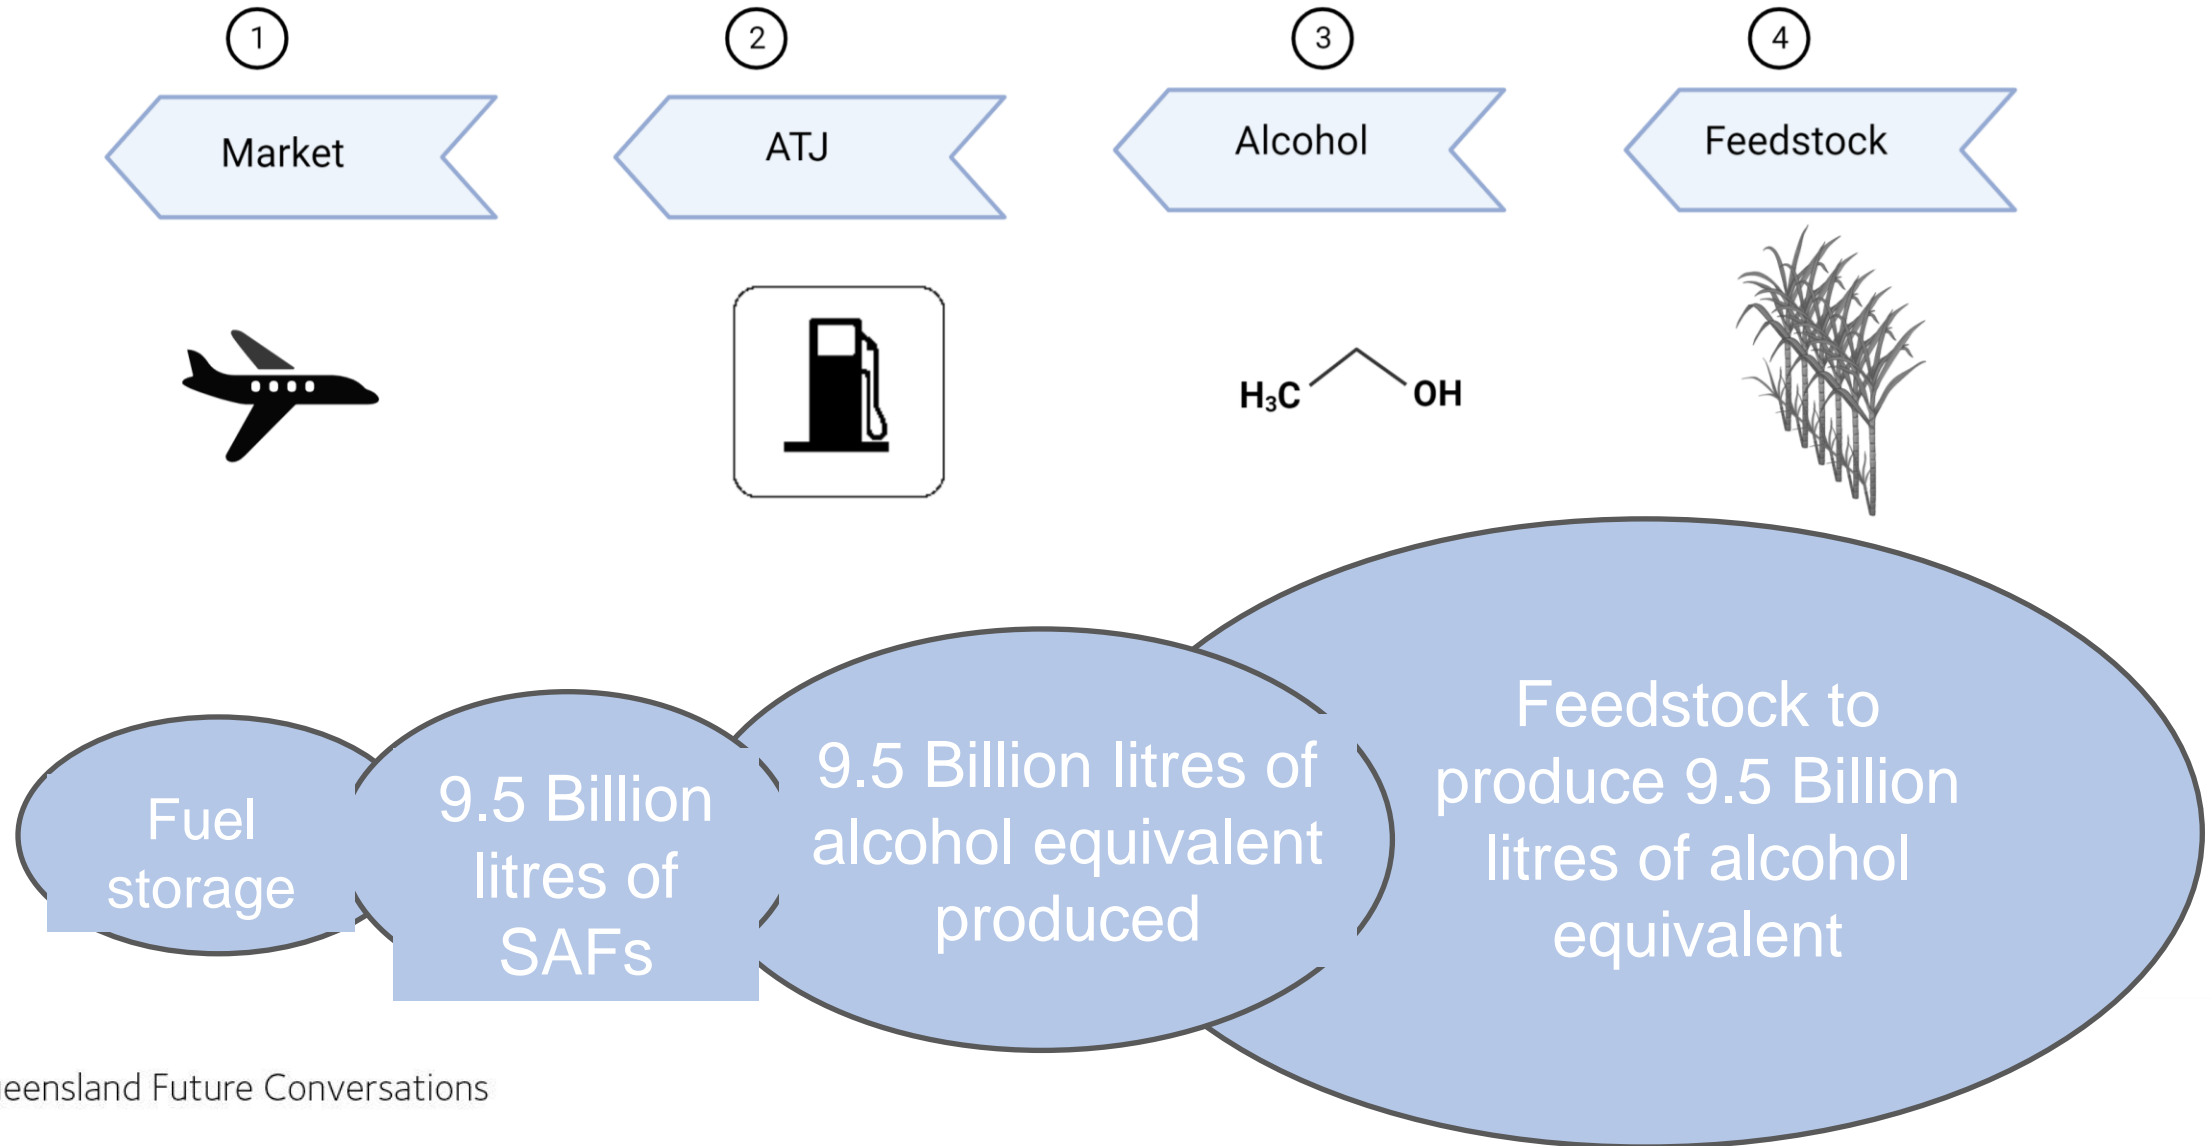 1
2
3
4
Market
ATJ
Alcohol
Feedstock
H₃C
OH
Fuel
storage
9.5 Billion
litres of
SAFs
9.5 Billion litres of
alcohol equivalent
produced
Feedstock to
produce 9.5 Billion
litres of alcohol
equivalent
eensland Future Conversations